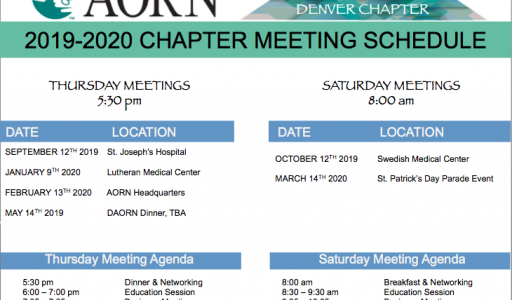 AORN
DENVER CHAPTER
2019-2020 CHAPTER MEETING SCHEDULE
THURSDAY MEETINGS
5:30 pm
SATURDAY MEETINGS
8:00 am
DATE LOCATION
SEPTEMBER 12TH 2019 St. Joseph's Hospital
JANUARY 9TH 2020 Lutheran Medical Center
FEBRUARY 13TH 2020 AORN Headquarters
MAY 14TH 2019 DAORN Dinner, TBA
DATE LOCATION
OCTOBER 12TH 2019 Swedish Medical Center
MARCH 14TH 2020 St. Patrick's Day Parade Event
Thursday Meeting Agenda
5:30 pm Dinner & Networking
6:00 – 7:00 pm Education Session
Saturday Meeting Agenda
8:00 am Breakfast & Networking
8:30 – 9:30 am Education Session